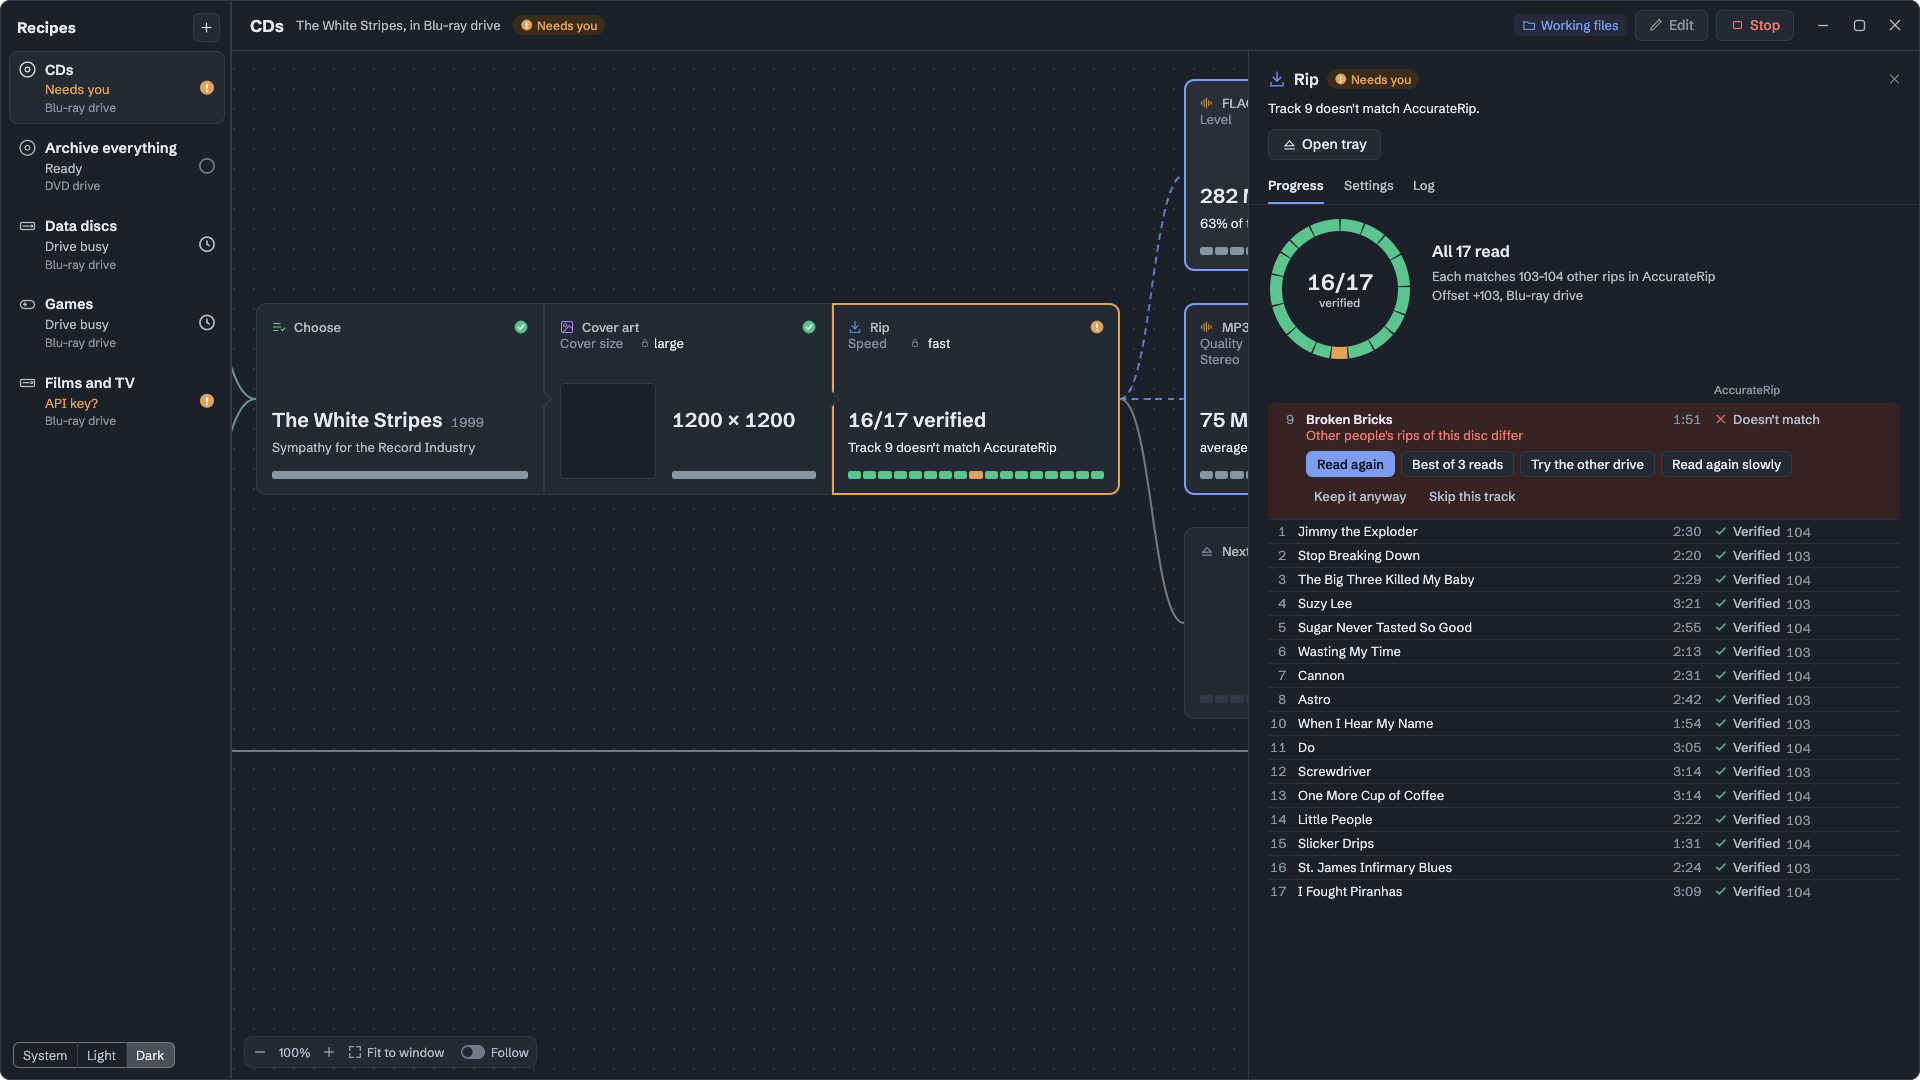 Recipes
CDs
Needs you
Blu-ray drive
Archive everything
Ready
DVD drive
Data discs
Drive busy
Blu-ray drive
Games
Drive busy
Blu-ray drive
Films and TV
API key?
Blu-ray drive
System Light Dark
CDs The White Stripes, in Blu-ray drive Needs you
Working files Edit Stop
Choose
The White Stripes 1999
Sympathy for the Record Industry
Cover art
Cover size large
1200 × 1200
Rip
Speed fast
16/17 verified
Track 9 doesn't match AccurateRip
FLAC
Level
282 M
63% of
MP3
Quality
Stereo
75 M
average
Next
100% Fit to window Follow
Rip Needs you
Track 9 doesn't match AccurateRip.
Open tray
Progress Settings Log
16/17
verified
All 17 read
Each matches 103–104 other rips in AccurateRip
Offset +103, Blu-ray drive
AccurateRip
9 Broken Bricks 1:51 Doesn't match
Other people's rips of this disc differ
Read again Best of 3 reads Try the other drive Read again slowly
Keep it anyway Skip this track
1 Jimmy the Exploder 2:30 Verified 104
2 Stop Breaking Down 2:20 Verified 103
3 The Big Three Killed My Baby 2:29 Verified 104
4 Suzy Lee 3:21 Verified 103
5 Sugar Never Tasted So Good 2:55 Verified 104
6 Wasting My Time 2:13 Verified 103
7 Cannon 2:31 Verified 104
8 Astro 2:42 Verified 103
10 When I Hear My Name 1:54 Verified 103
11 Do 3:05 Verified 104
12 Screwdriver 3:14 Verified 103
13 One More Cup of Coffee 3:14 Verified 104
14 Little People 2:22 Verified 103
15 Slicker Drips 1:31 Verified 104
16 St. James Infirmary Blues 2:24 Verified 103
17 I Fought Piranhas 3:09 Verified 104